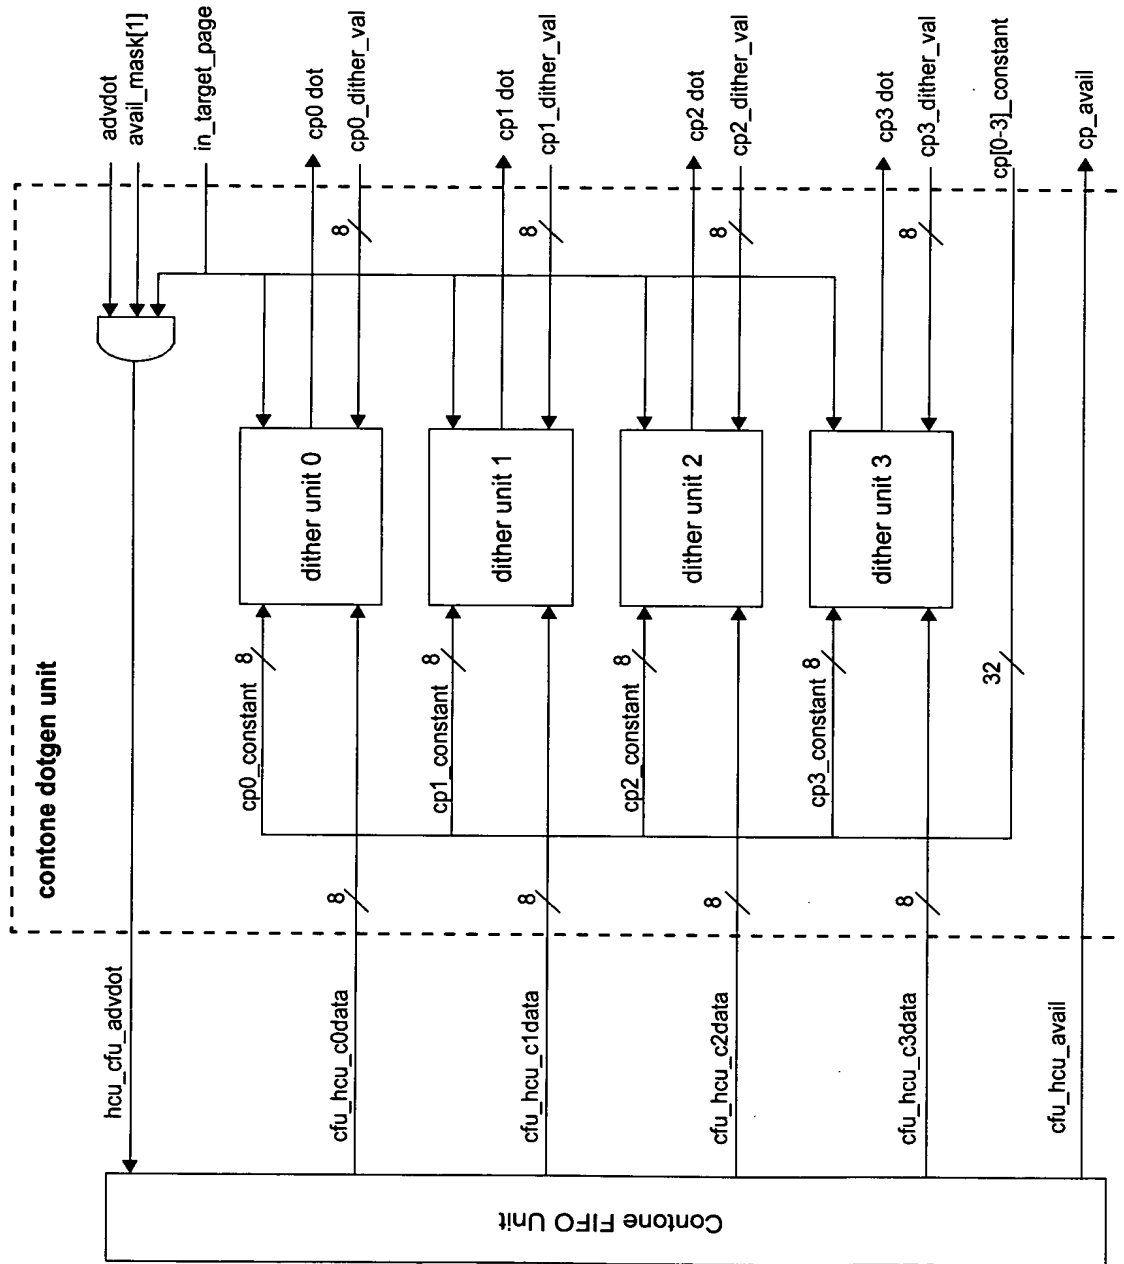 advdot
avail_mask[1]
in_target_page
cp0 dot
cp0_dither_val
cp1 dot
cp1_dither_val
cp2 dot
cp2_dither_val
cp3 dot
cp3_dither_val
cp[0-3]_constant
cp_avail
8
8
8
8
dither unit 0
dither unit 1
dither unit 2
dither unit 3
contone dotgen unit
cp0_constant
8
cp1_constant
8
cp2_constant
8
cp3_constant
8
32
8
8
8
8
hcu_cfu_advdot
cfu_hcu_c0data
cfu_hcu_c1data
cfu_hcu_c2data
cfu_hcu_c3data
cfu_hcu_avail
Contone FIFO Unit